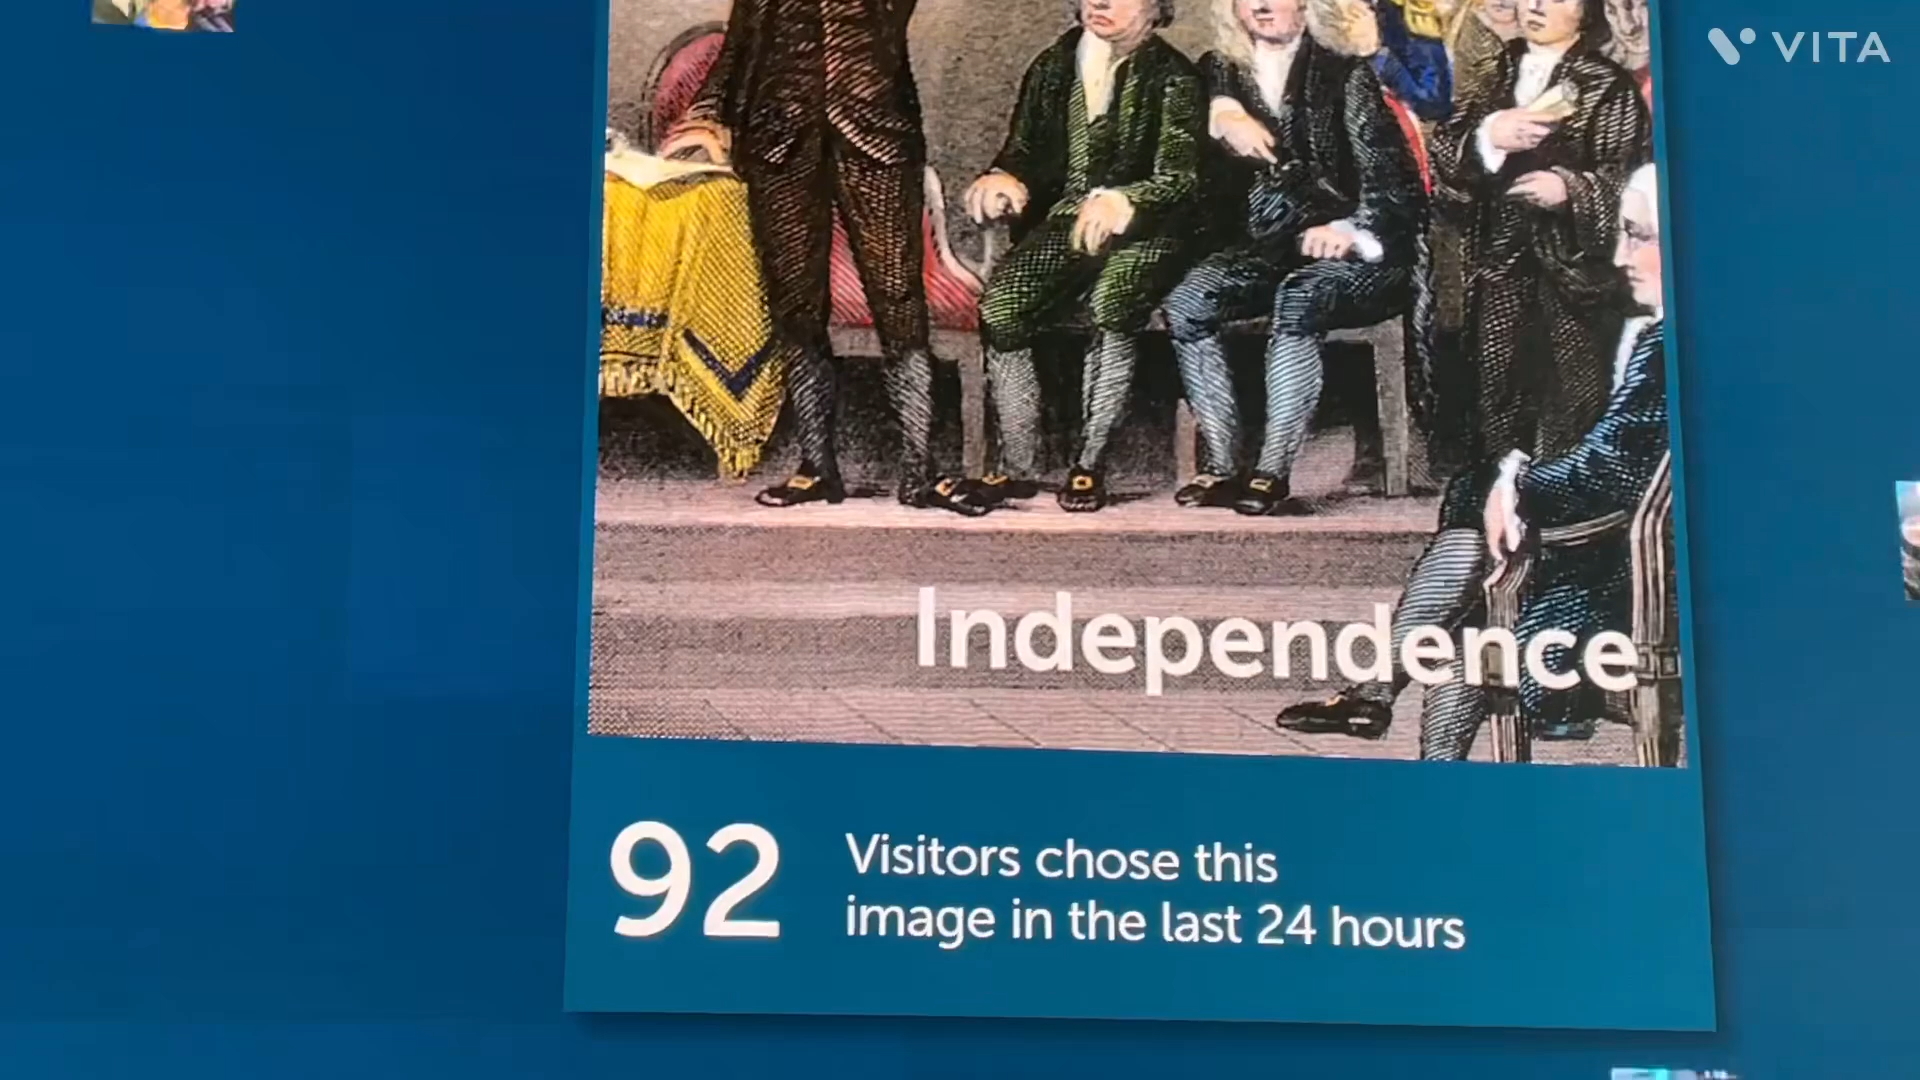 VITA
Independence
92
Visitors chose this
image in the last 24 hours